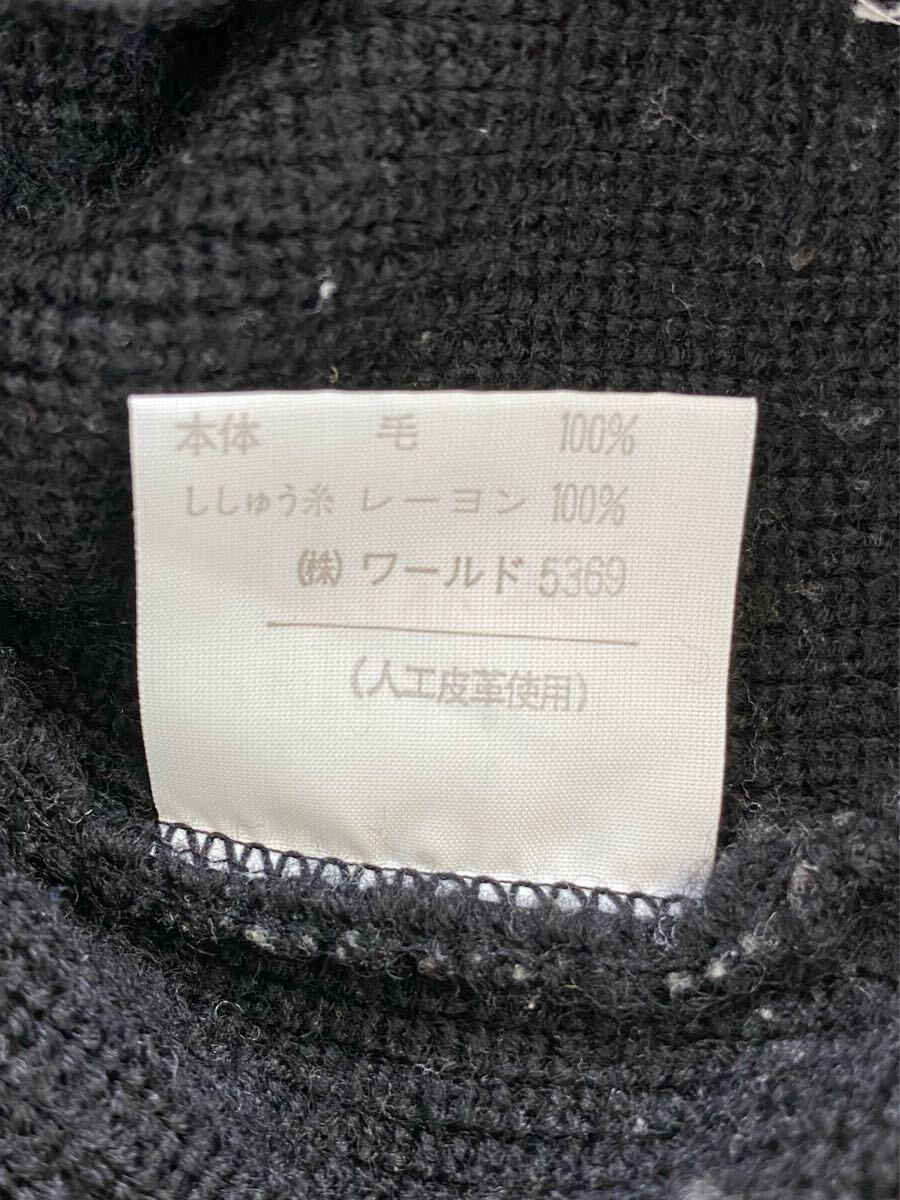 本体 毛 100%
ししゅう糸 レーヨン 100%
(株)ワールド 5369
(人工皮革使用)